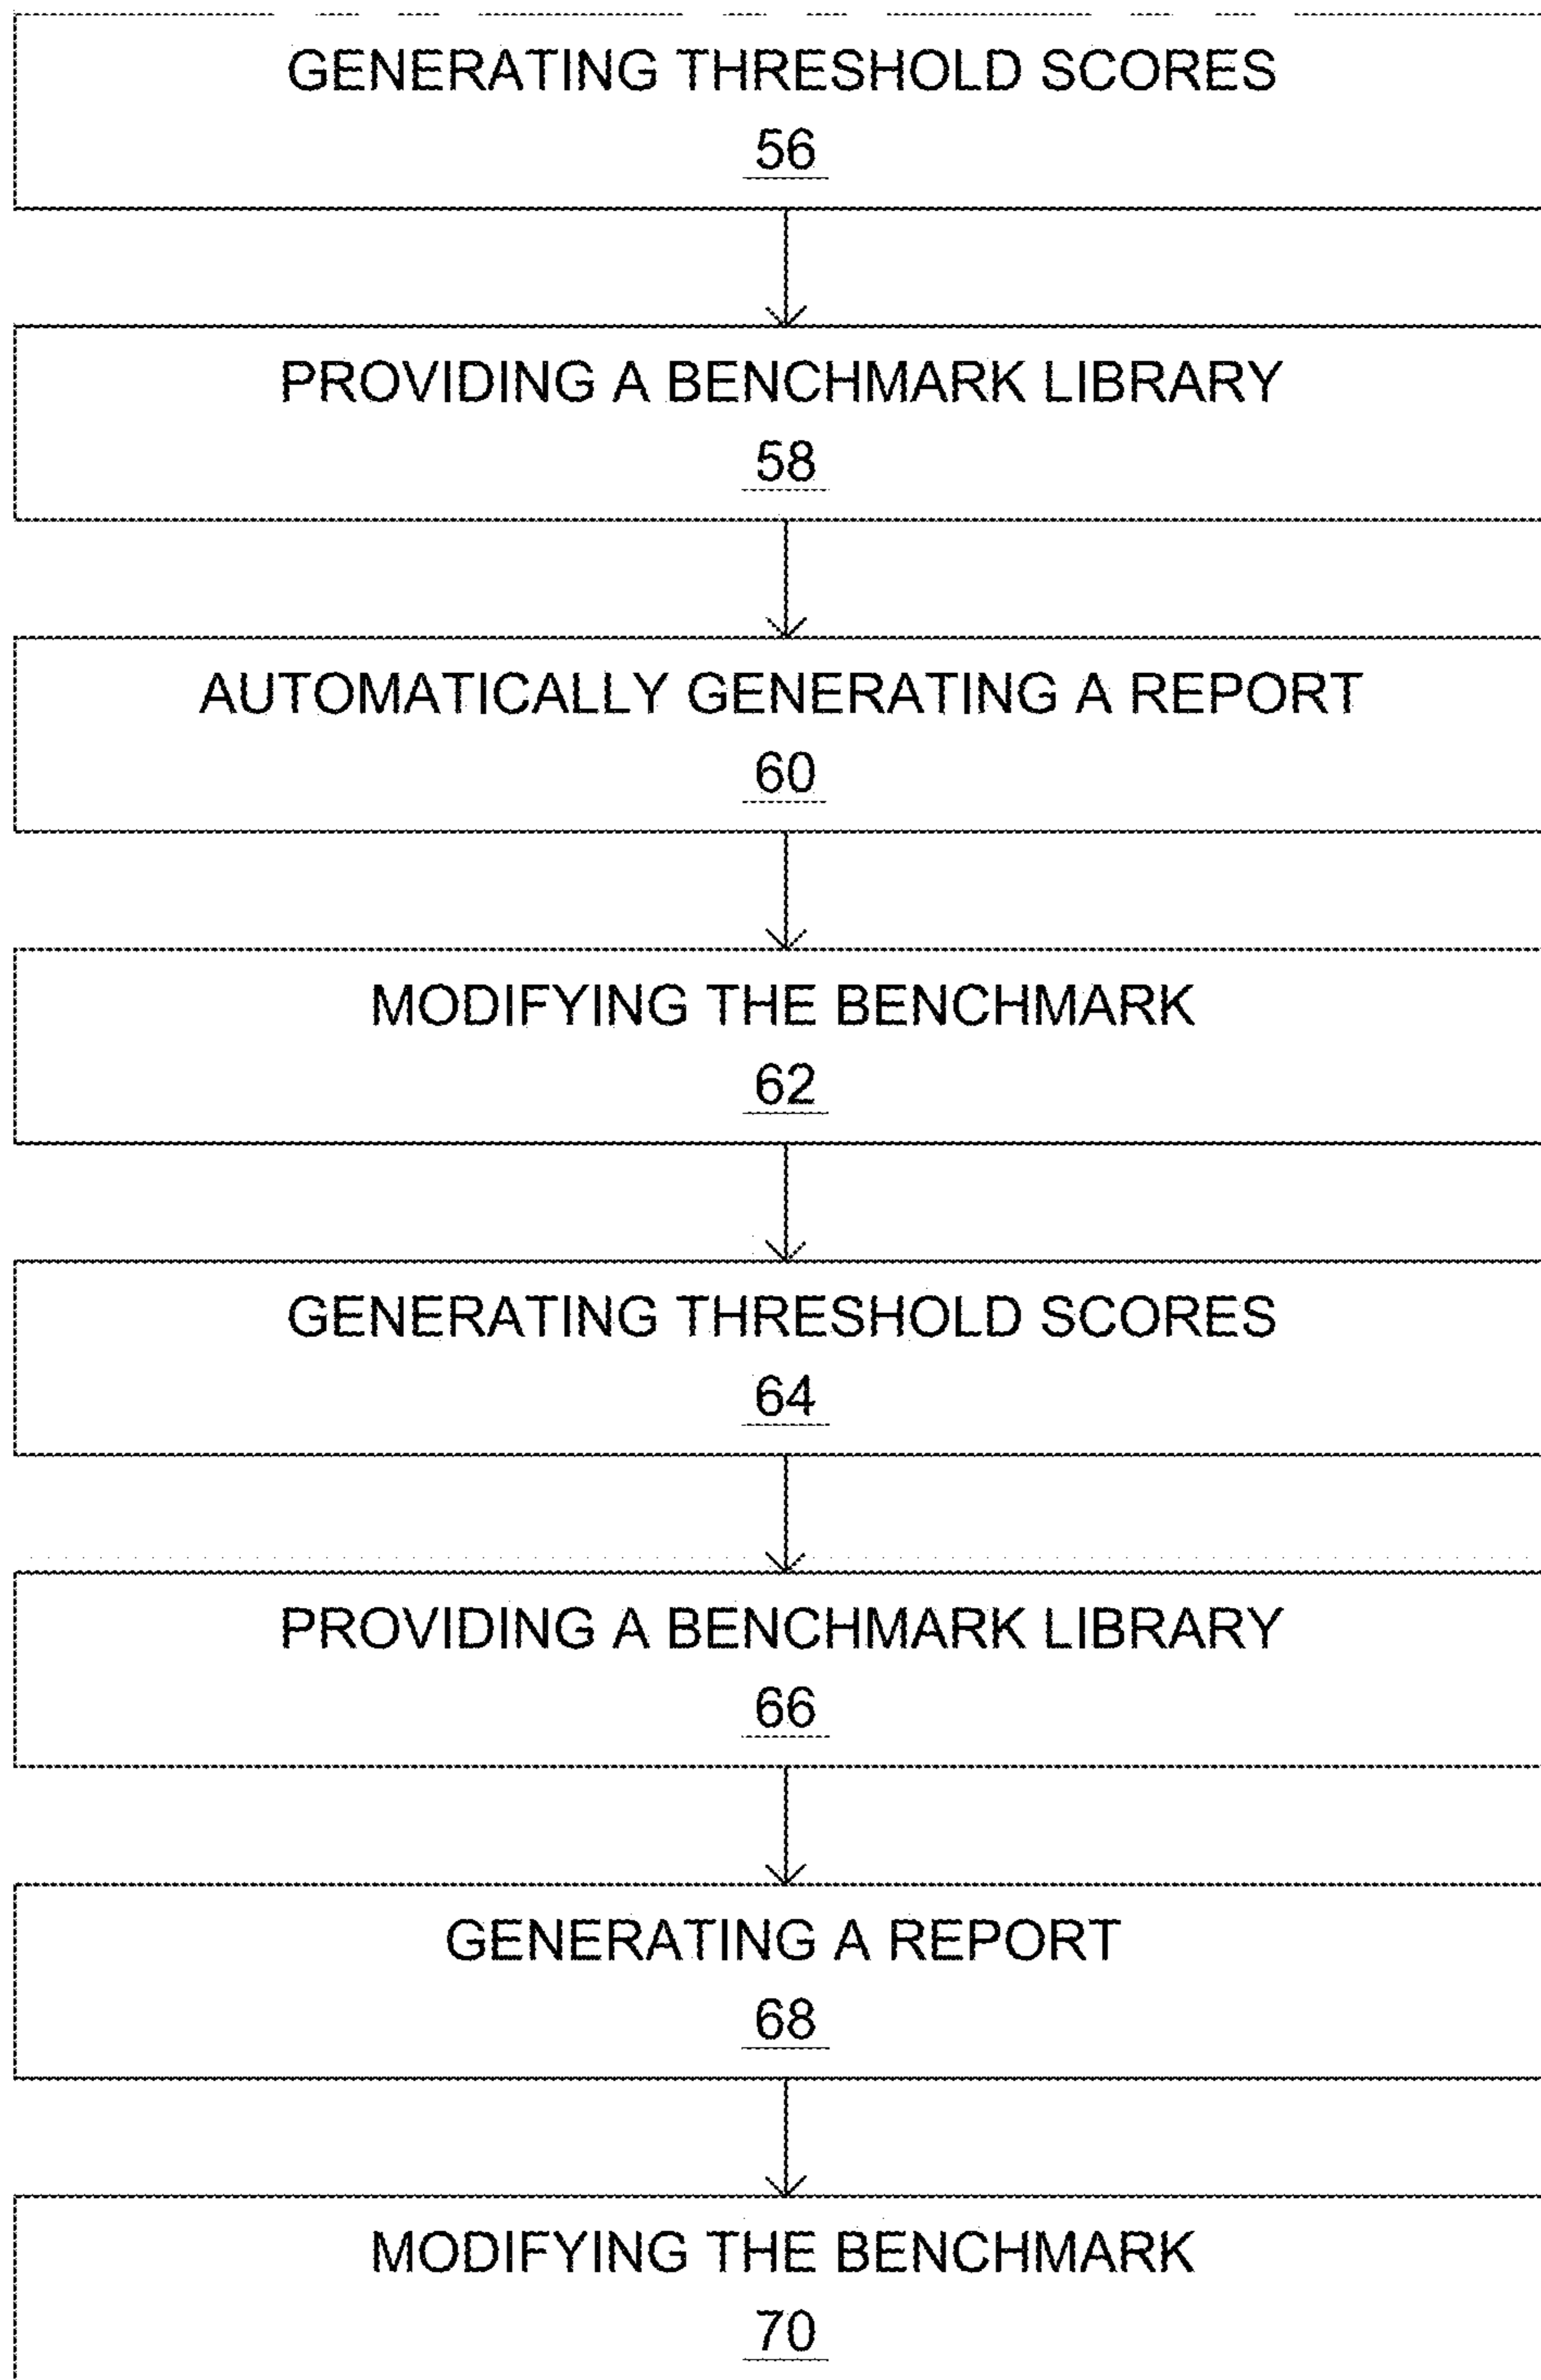 GENERATING THRESHOLD SCORES
56
PROVIDING A BENCHMARK LIBRARY
58
AUTOMATICALLY GENERATING A REPORT
60
MODIFYING THE BENCHMARK
62
GENERATING THRESHOLD SCORES
64
PROVIDING A BENCHMARK LIBRARY
66
GENERATING A REPORT
68
MODIFYING THE BENCHMARK
70